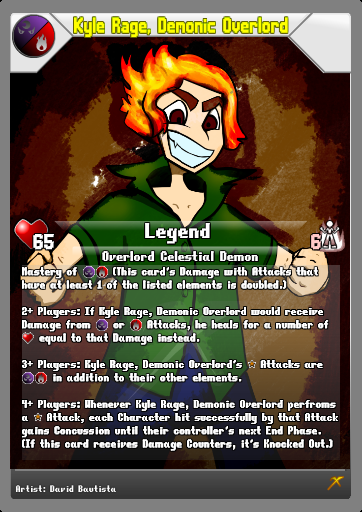 Kyle Rage, Demonic Overlord
65
Legend
6
Overlord Celestial Demon
Mastery of (This card's Damage with Attacks that
have at least 1 of the listed elements is doubled.)
2+ Players: If Kyle Rage, Demonic Overlord would receive
Damage from or Attacks, he heals for a number of
equal to that Damage instead.
3+ Players: Kyle Rage, Demonic Overlord's Attacks are
in addition to their other elements.
4+ Players: Whenever Kyle Rage, Demonic Overlord perfroms
a Attack, each Character hit successfully by that Attack
gains Concussion until their controller's next End Phase.
(If this card receives Damage Counters, it's Knocked Out.)
Artist: David Bautista